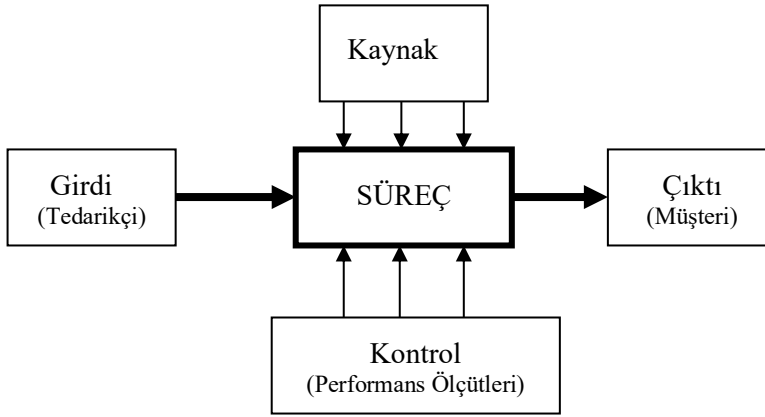 Kaynak
Girdi
(Tedarikçi)
SÜREÇ
Çıktı
(Müşteri)
Kontrol
(Performans Ölçütleri)